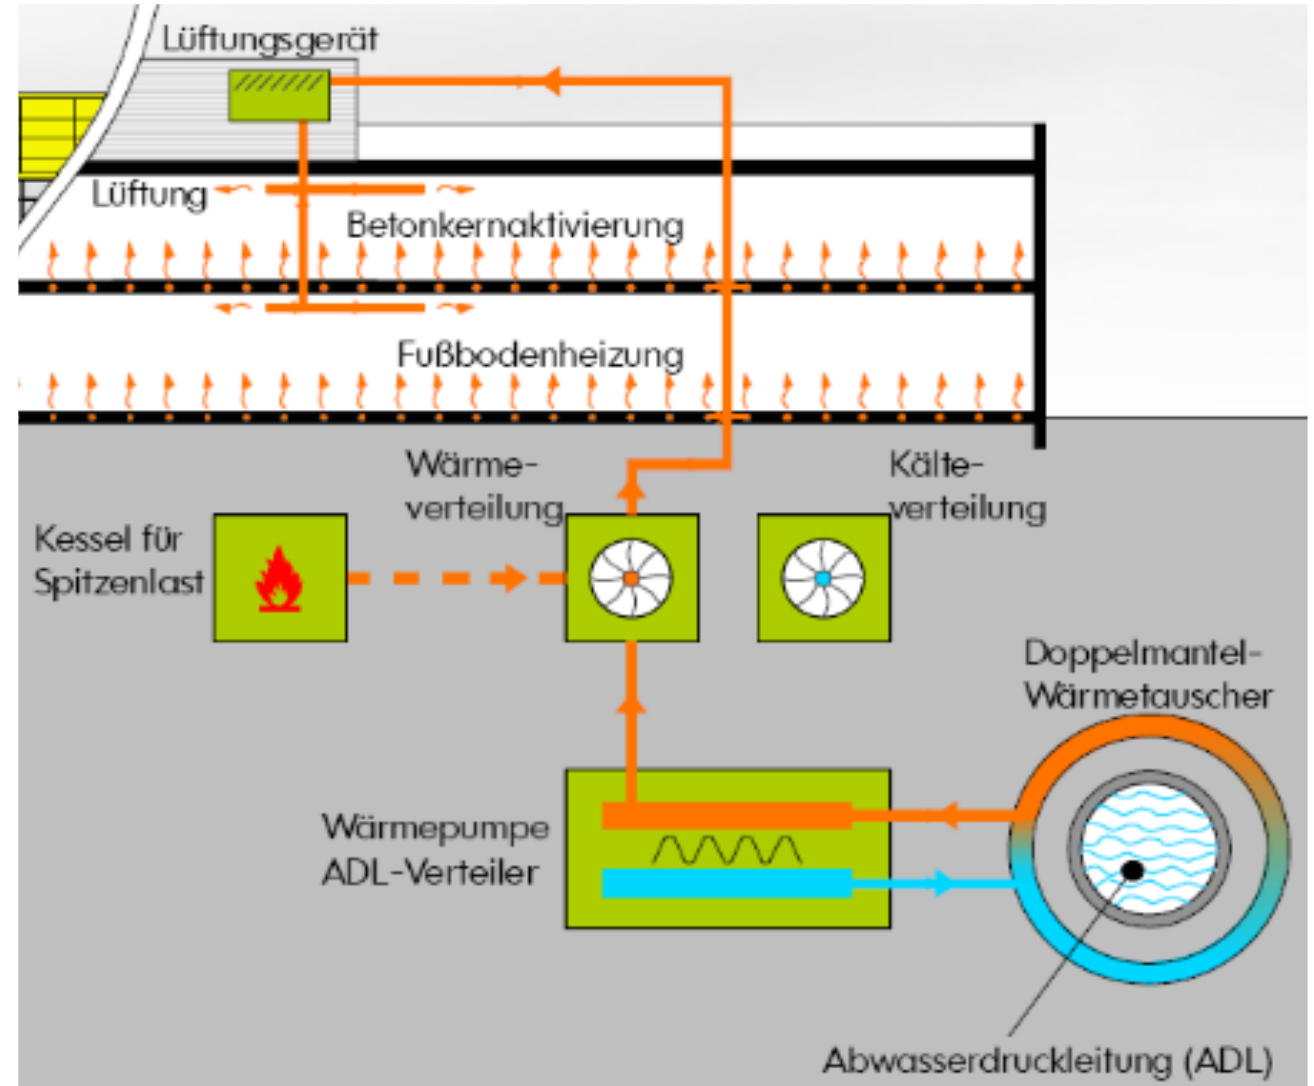 Lüftungsgerät
Lüftung
Betonkernaktivierung
Fußbodenheizung
Wärme-
verteilung
Kälte-
verteilung
Kessel für
Spitzenlast
Doppelmantel-
Wärmetauscher
Wärmepumpe
ADL-Verteiler
Abwasserdruckleitung (ADL)